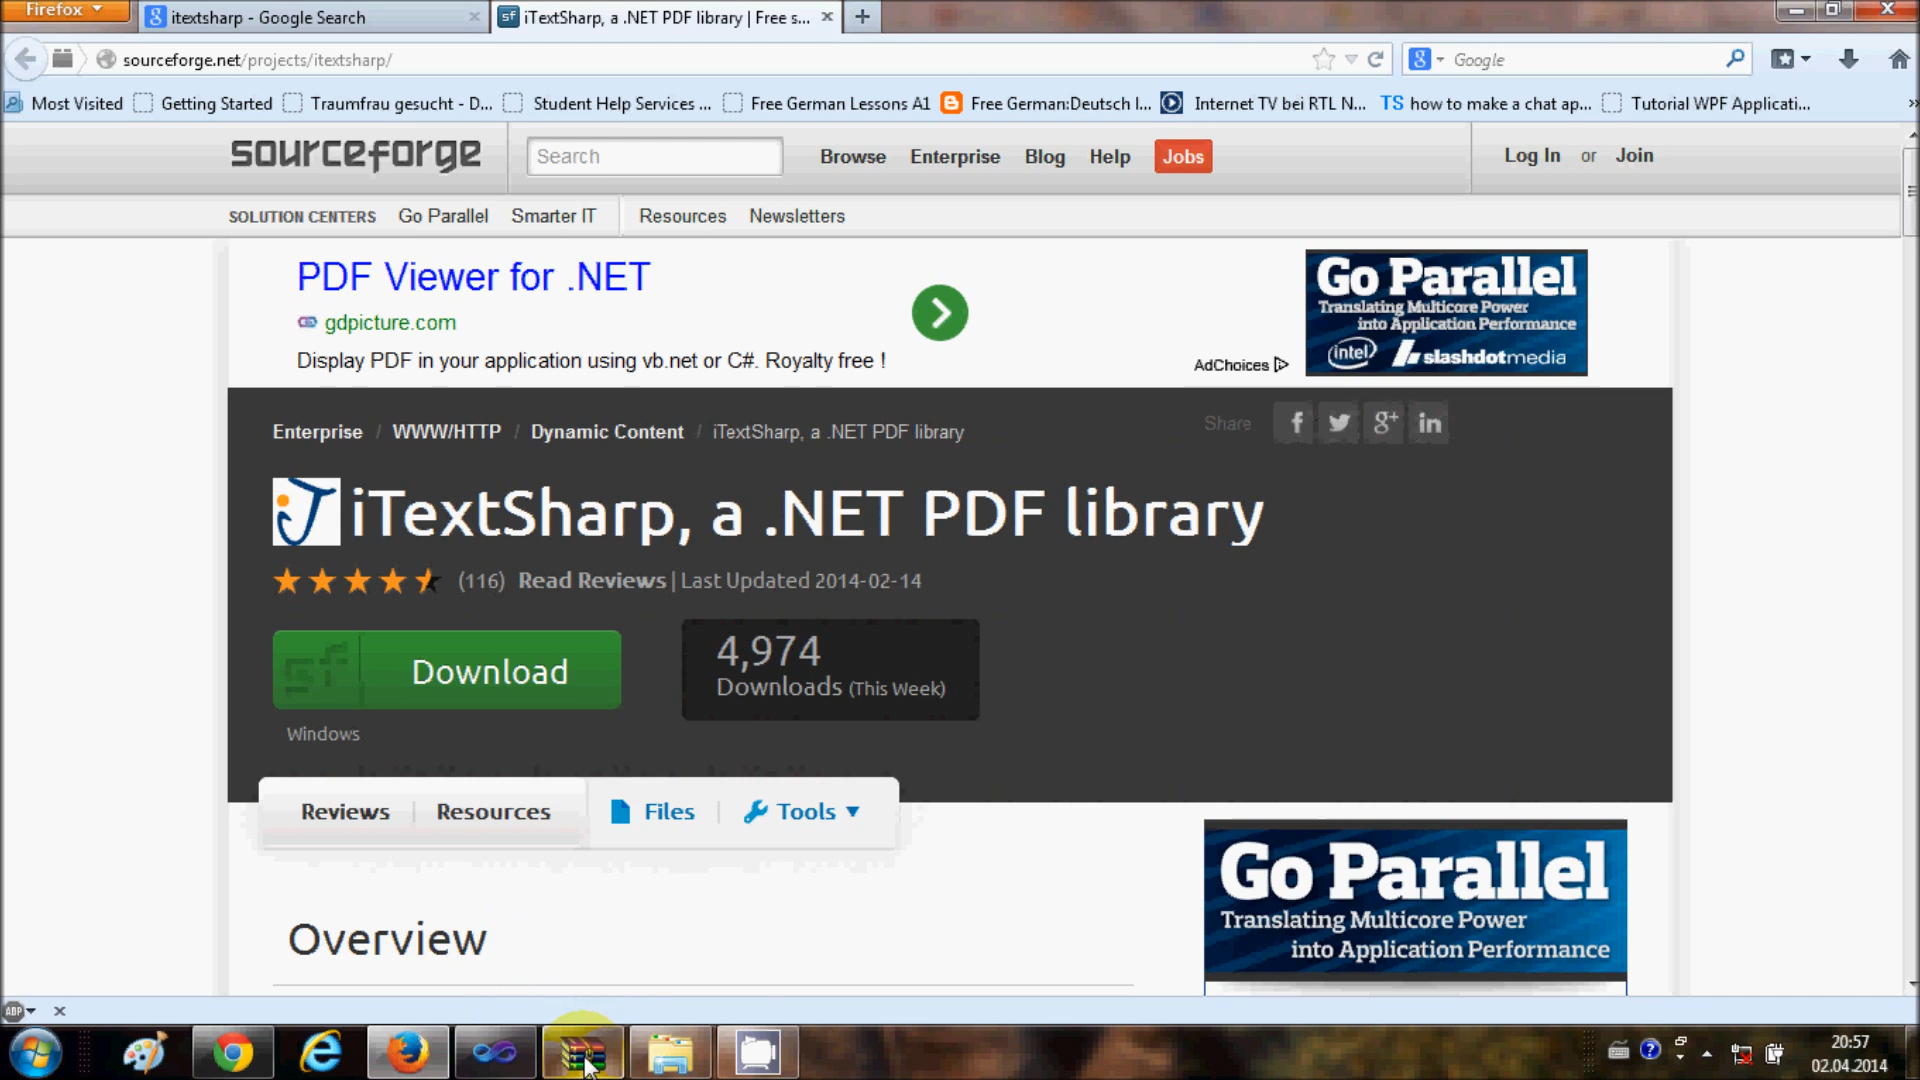 Firefox
itextsharp - Google Search
iTextSharp, a .NET PDF library | Free s...
sourceforge.net/projects/itextsharp/
Google
Most Visited
Getting Started
Traumfrau gesucht - D...
Student Help Services ...
Free German Lessons A1
Free German:Deutsch l...
Internet TV bei RTL N...
TS how to make a chat ap...
Tutorial WPF Applicati...
sourceforge
Search
Browse
Enterprise
Blog
Help
Jobs
Log In or Join
SOLUTION CENTERS
Go Parallel
Smarter IT
Resources
Newsletters
PDF Viewer for .NET
gdpicture.com
Display PDF in your application using vb.net or C#. Royalty free !
AdChoices
Go Parallel
Translating Multicore Power
into Application Performance
intel slashdotmedia
Enterprise / WWW/HTTP / Dynamic Content / iTextSharp, a .NET PDF library
Share
iTextSharp, a .NET PDF library
(116) Read Reviews | Last Updated 2014-02-14
sf Download
4,974
Downloads (This Week)
Windows
Reviews
Resources
Files
Tools
Go Parallel
Translating Multicore Power
into Application Performance
Overview
ABP
20:57
02.04.2014